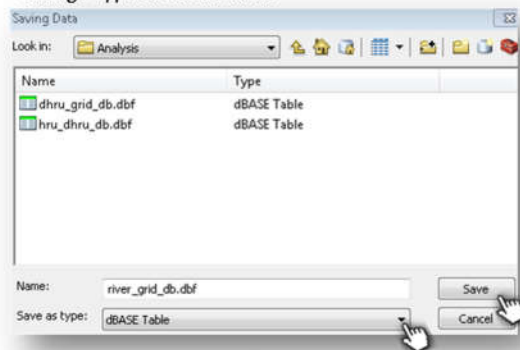 Saving Data
Look in: Analysis
Name Type
dhru_grid_db.dbf dBASE Table
hru_dhru_db.dbf dBASE Table
Name: river_grid_db.dbf Save
Save as type: dBASE Table Cancel